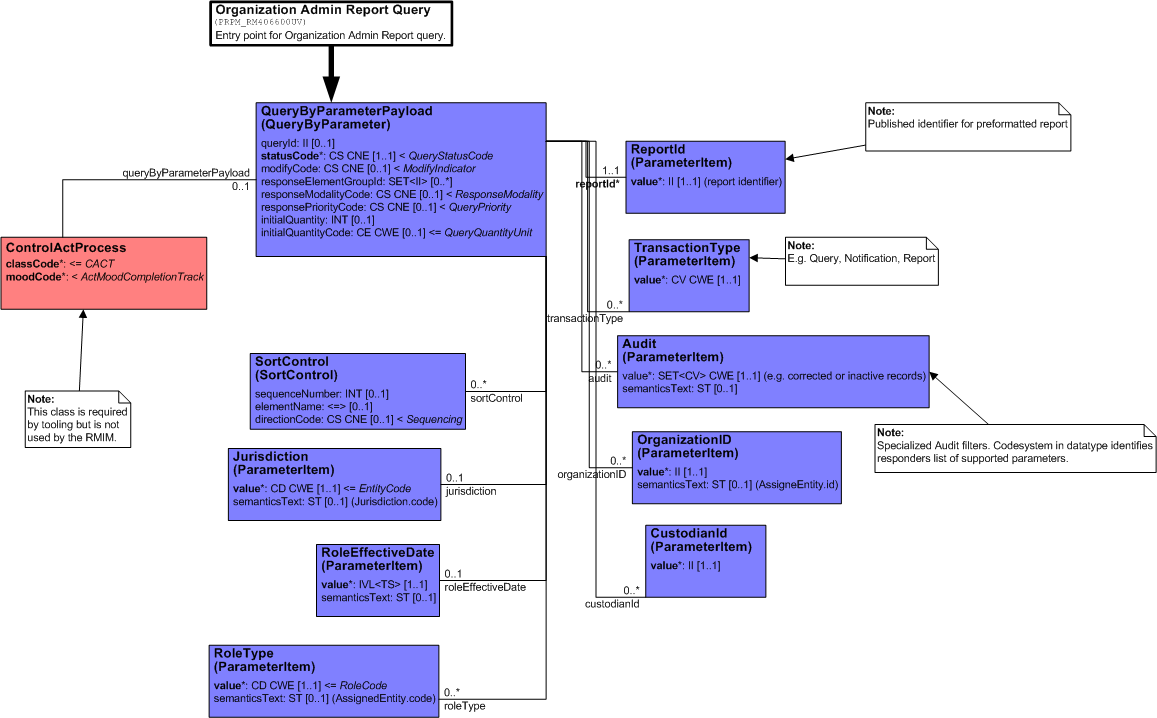 Organization Admin Report Query
(PRPM_RM406600UV)
Entry point for Organization Admin Report query.
QueryByParameterPayload
(QueryByParameter)
queryId: II [0..1]
statusCode*: CS CNE [1..1] < QueryStatusCode
modifyCode: CS CNE [0..1] < ModifyIndicator
responseElementGroupId: SET<II> [0..*]
responseModalityCode: CS CNE [0..1] < ResponseModality
responsePriorityCode: CS CNE [0..1] < QueryPriority
initialQuantity: INT [0..1]
initialQuantityCode: CE CWE [0..1] <= QueryQuantityUnit
queryByParameterPayload
0..1
ControlActProcess
classCode*: <= CACT
moodCode*: < ActMoodCompletionTrack
Note:
This class is required
by tooling but is not
used by the RMIM.
Note:
Published identifier for preformatted report
ReportId
(ParameterItem)
value*: II [1..1] (report identifier)
1..1
reportId*
TransactionType
(ParameterItem)
value*: CV CWE [1..1]
0..*
transactionType
Note:
E.g. Query, Notification, Report
Audit
(ParameterItem)
value*: SET<CV> CWE [1..1] (e.g. corrected or inactive records)
semanticsText: ST [0..1]
0..*
audit
Note:
Specialized Audit filters. Codesystem in datatype identifies
responders list of supported parameters.
OrganizationID
(ParameterItem)
value*: II [1..1]
semanticsText: ST [0..1] (AssigneEntity.id)
0..*
organizationID
CustodianId
(ParameterItem)
value*: II [1..1]
0..*
custodianId
SortControl
(SortControl)
sequenceNumber: INT [0..1]
elementName: <=> [0..1]
directionCode: CS CNE [0..1] < Sequencing
0..*
sortControl
Jurisdiction
(ParameterItem)
value*: CD CWE [1..1] <= EntityCode
semanticsText: ST [0..1] (Jurisdiction.code)
0..1
jurisdiction
RoleEffectiveDate
(ParameterItem)
value*: IVL<TS> [1..1]
semanticsText: ST [0..1]
0..1
roleEffectiveDate
RoleType
(ParameterItem)
value*: CD CWE [1..1] <= RoleCode
semanticsText: ST [0..1] (AssignedEntity.code)
0..*
roleType